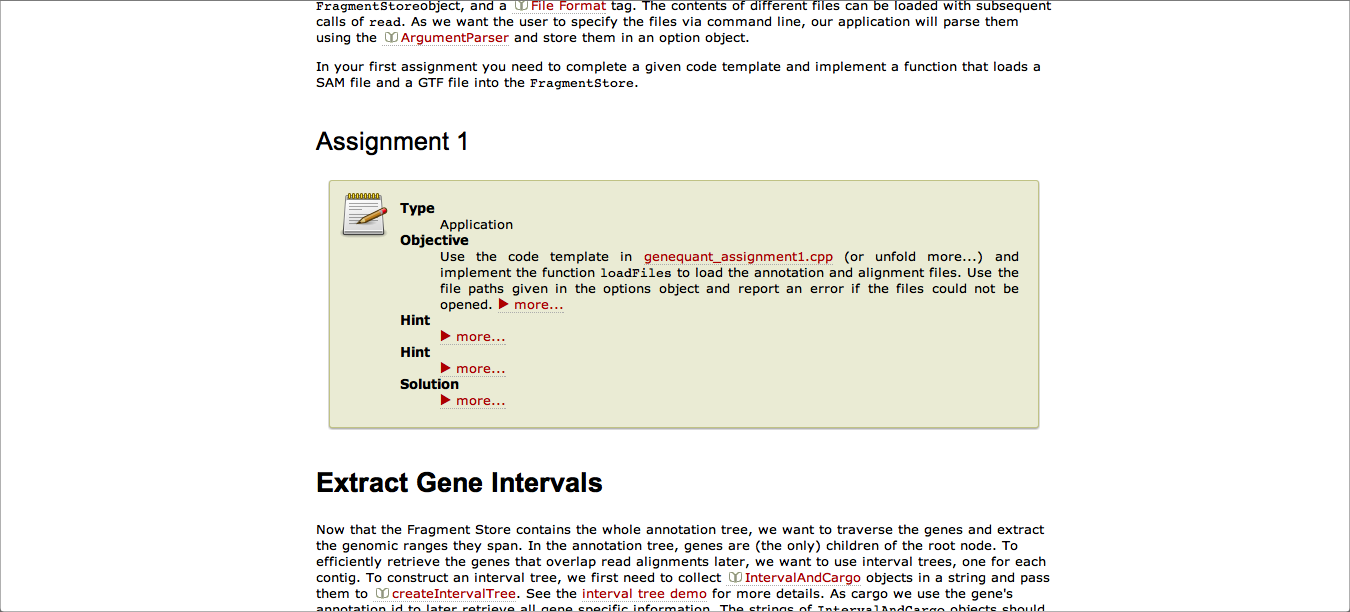 FragmentStoreobject, and a File Format tag. The contents of different files can be loaded with subsequent
calls of read. As we want the user to specify the files via command line, our application will parse them
using the ArgumentParser and store them in an option object.
In your first assignment you need to complete a given code template and implement a function that loads a
SAM file and a GTF file into the FragmentStore.
Assignment 1
Type
Application
Objective
Use the code template in genequant_assignment1.cpp (or unfold more...) and
implement the function loadFiles to load the annotation and alignment files. Use the
file paths given in the options object and report an error if the files could not be
opened. ▶ more...
Hint
▶ more...
Hint
▶ more...
Solution
▶ more...
Extract Gene Intervals
Now that the Fragment Store contains the whole annotation tree, we want to traverse the genes and extract
the genomic ranges they span. In the annotation tree, genes are (the only) children of the root node. To
efficiently retrieve the genes that overlap read alignments later, we want to use interval trees, one for each
contig. To construct an interval tree, we first need to collect IntervalAndCargo objects in a string and pass
them to createIntervalTree. See the interval tree demo for more details. As cargo we use the gene's
annotation id to later retrieve all gene specific information. The strings of IntervalAndCargo objects should